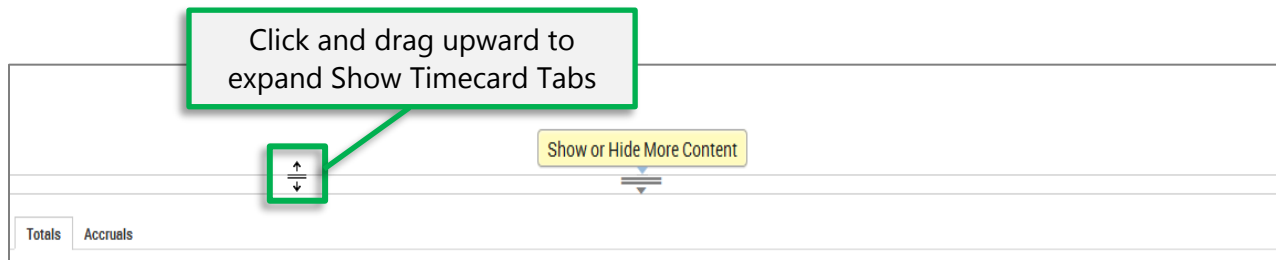 Click and drag upward to
expand Show Timecard Tabs
Show or Hide More Content
Totals Accruals